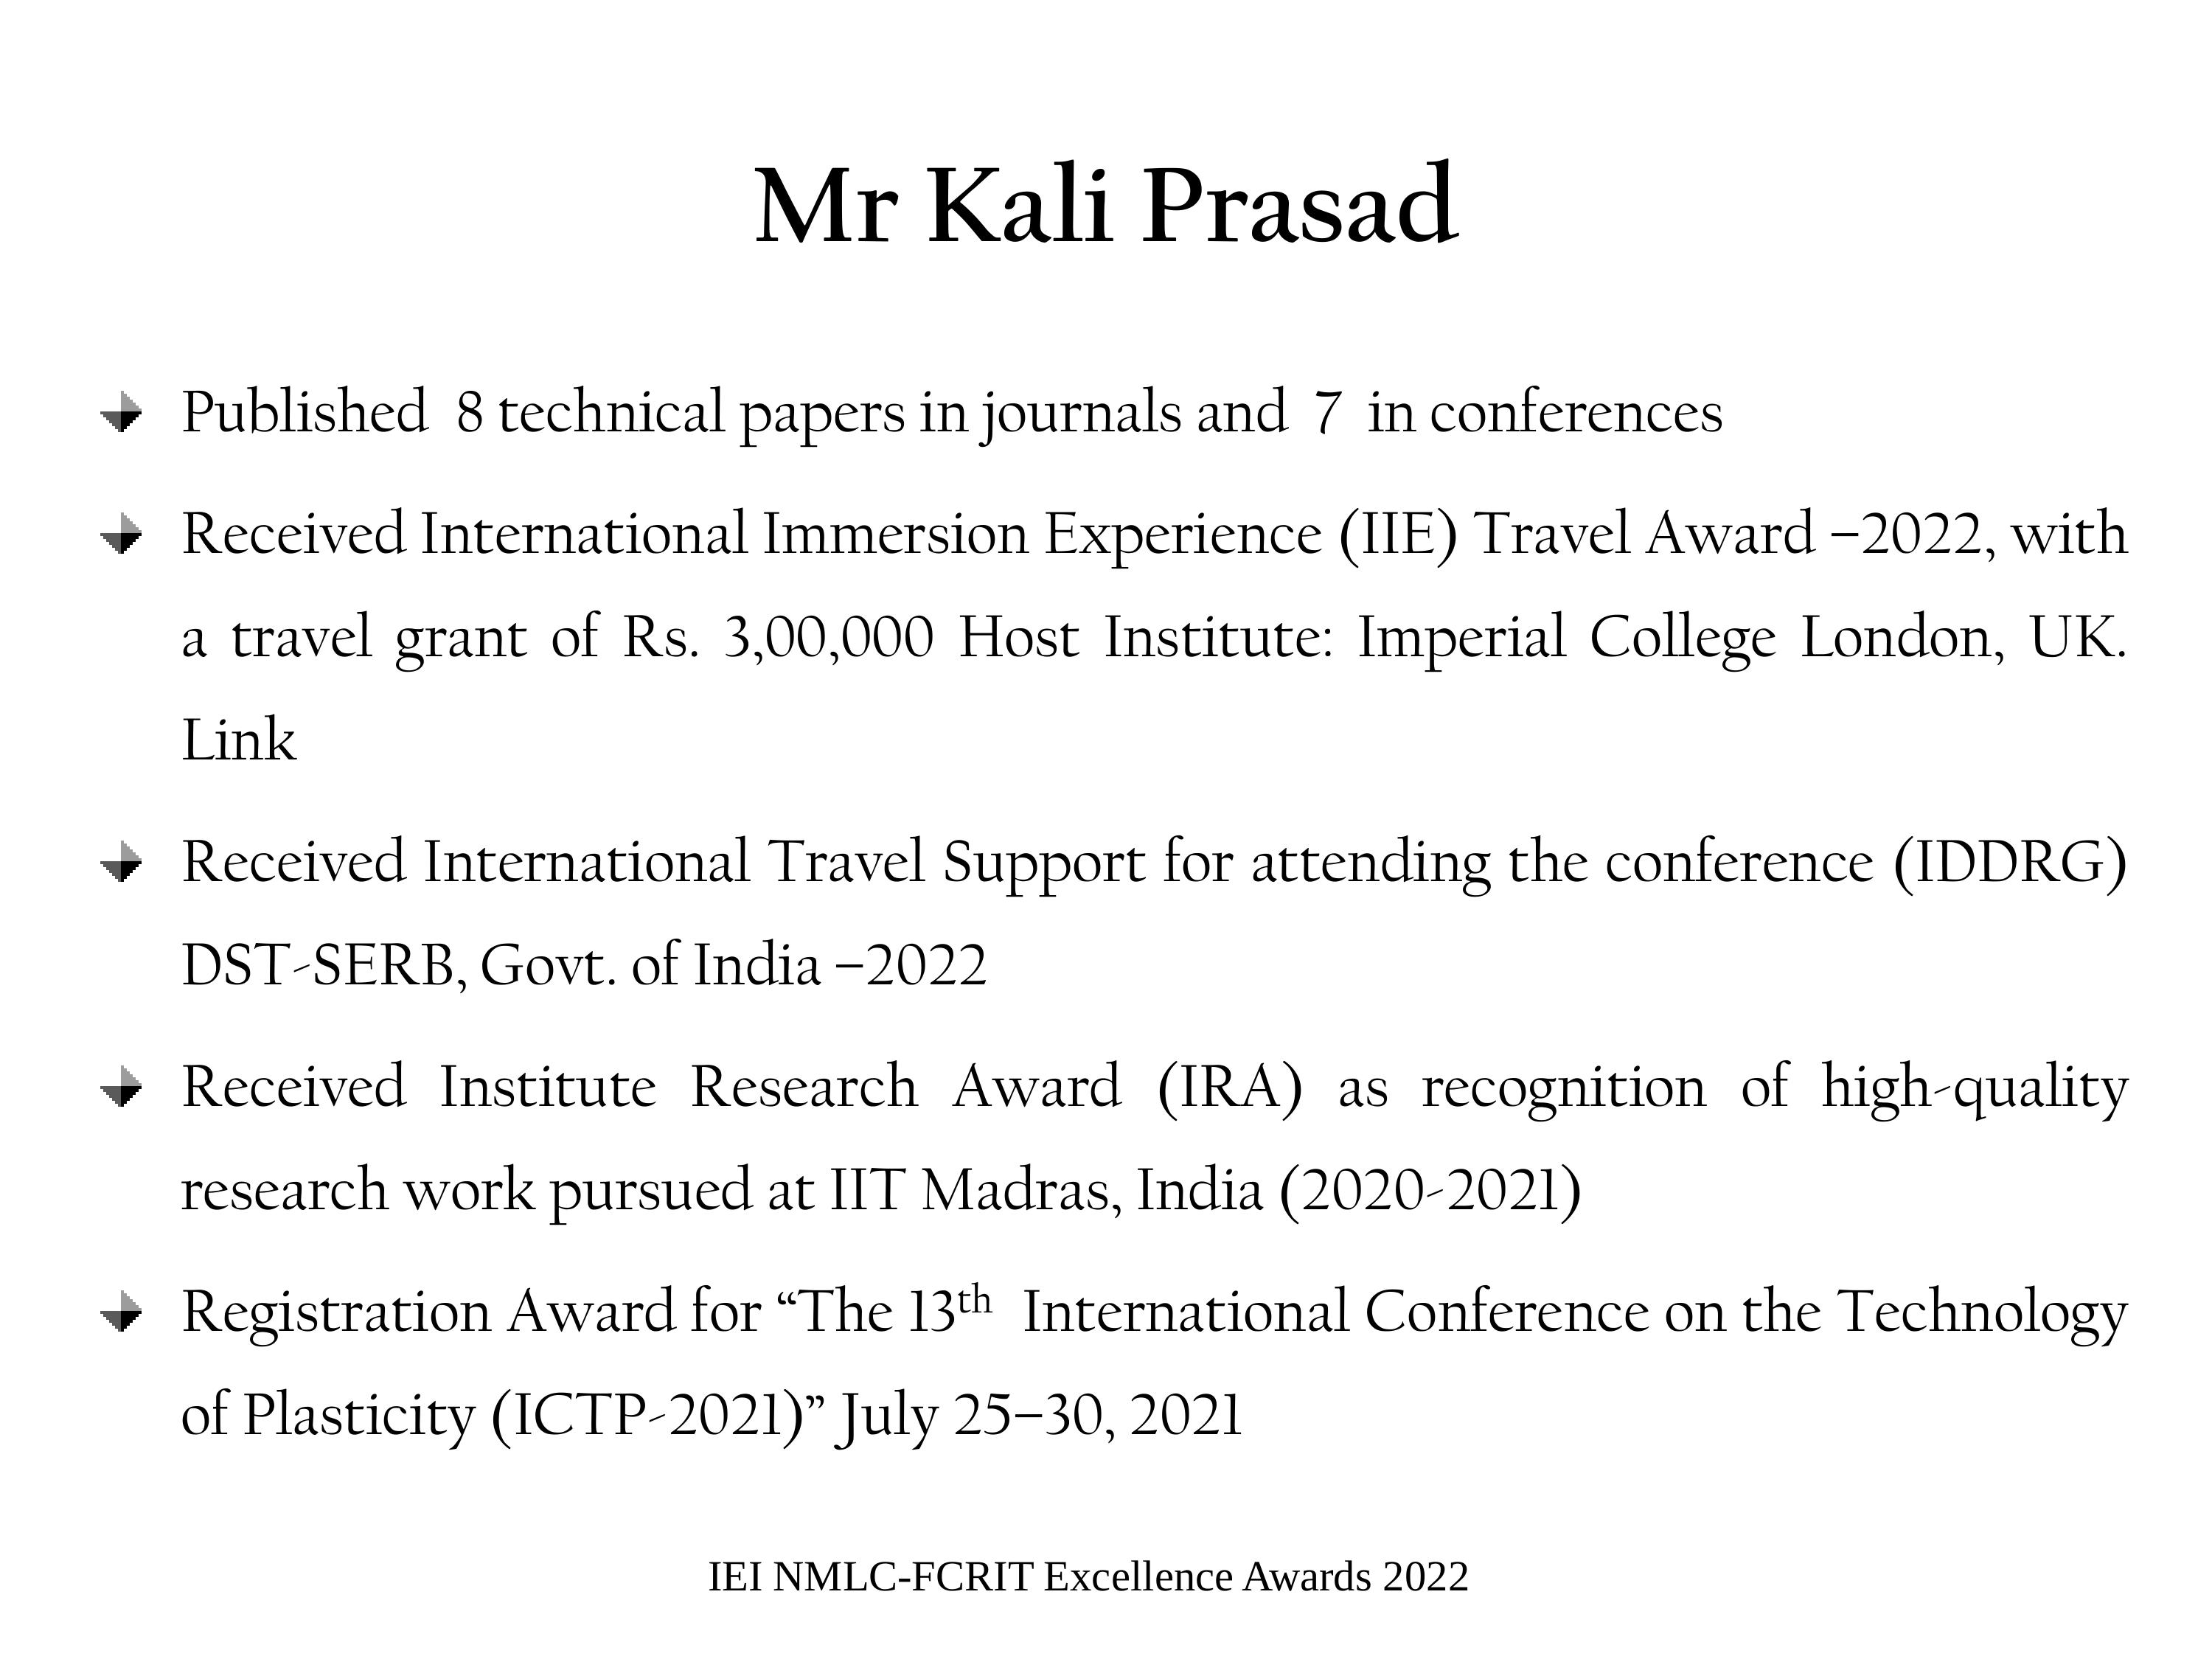 Mr Kali Prasad
Published 8 technical papers in journals and 7 in conferences
Received International Immersion Experience (IIE) Travel Award –2022, with
a travel grant of Rs. 3,00,000 Host Institute: Imperial College London, UK.
Link
Received International Travel Support for attending the conference (IDDRG)
DST-SERB, Govt. of India –2022
Received Institute Research Award (IRA) as recognition of high-quality
research work pursued at IIT Madras, India (2020-2021)
Registration Award for “The 13th International Conference on the Technology
of Plasticity (ICTP-2021)” July 25–30, 2021
IEI NMLC-FCRIT Excellence Awards 2022